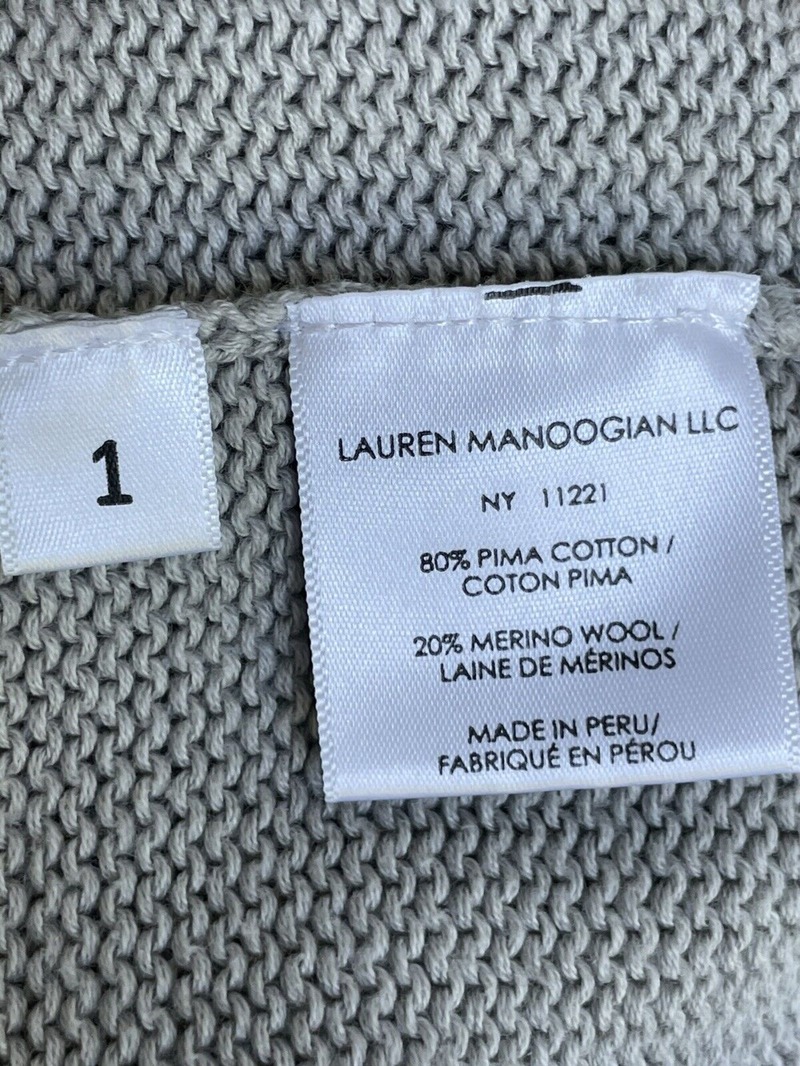 1
LAUREN MANOOGIAN LLC
NY 11221
80% PIMA COTTON /
COTON PIMA
20% MERINO WOOL /
LAINE DE MÉRINOS
MADE IN PERU/
FABRIQUÉ EN PÉROU